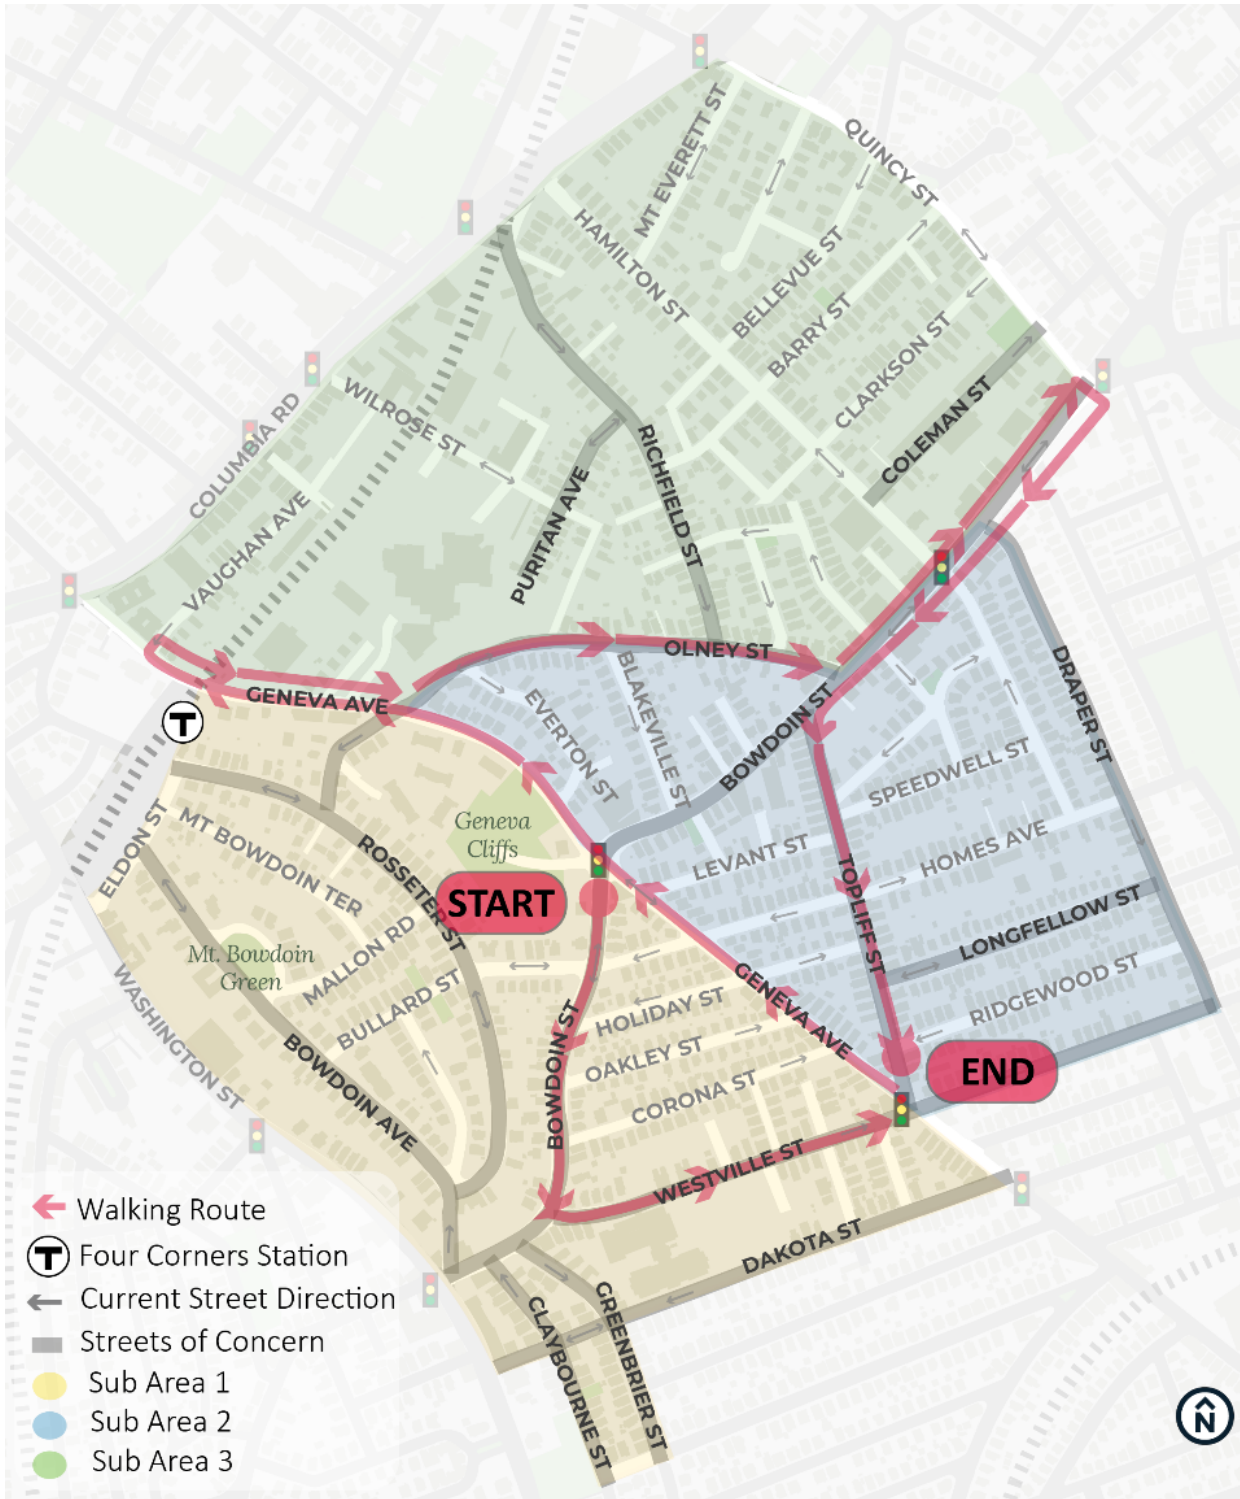 QUINCY ST
MT EVERETT ST
HAMILTON ST
BELLEVUE ST
BARRY ST
CLARKSON ST
COLEMAN ST
COLUMBIA RD
WILROSE ST
VAUGHAN AVE
PURITAN AVE
RICHFIELD ST
OLNEY ST
GENEVA AVE
T
BLAKEVILLE ST
EVERTON ST
BOWDOIN ST
DRAPER ST
SPEEDWELL ST
Geneva
Cliffs
LEVANT ST
HOMES AVE
ELDON ST
MT BOWDOIN TER
ROSSETER ST
START
TOPLIFF ST
LONGFELLOW ST
Mt. Bowdoin
Green
MALLON RD
BULLARD ST
GENEVA AVE
RIDGEWOOD ST
WASHINGTON ST
HOLIDAY ST
OAKLEY ST
BOWDOIN ST
BOWDOIN AVE
CORONA ST
END
WESTVILLE ST
DAKOTA ST
CLAYBOURNE ST
GREENBRIER ST
Walking Route
T Four Corners Station
Current Street Direction
Streets of Concern
Sub Area 1
Sub Area 2
Sub Area 3
N